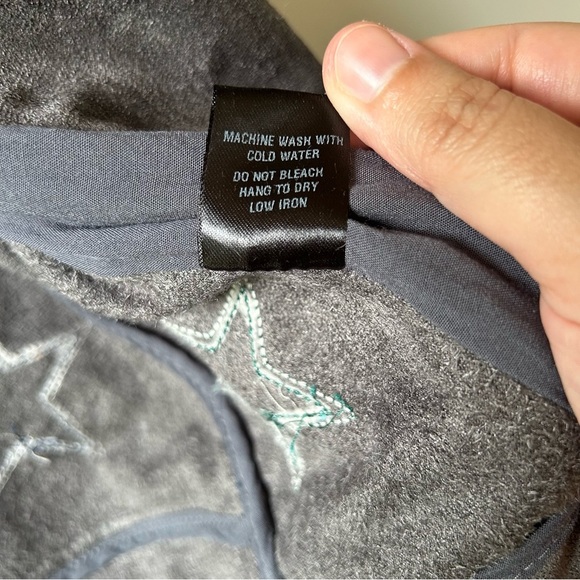 MACHINE WASH WITH
COLD WATER
DO NOT BLEACH
HANG TO DRY
LOW IRON